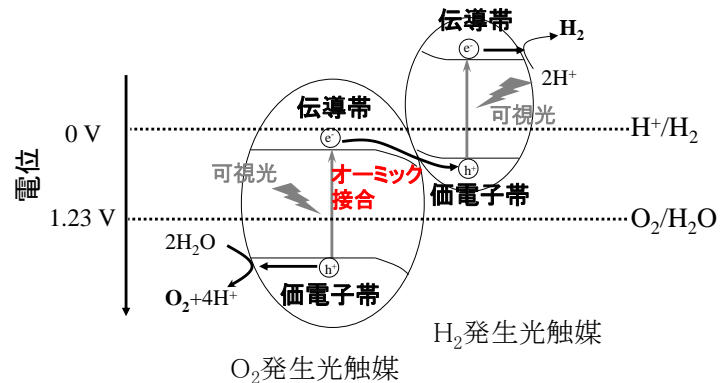 伝導帯
e⁻
H₂
2H⁺
可視光
伝導帯
0 V
H⁺/H₂
e⁻
h⁺
電位
可視光
オーミック
接合
価電子帯
1.23 V
O₂/H₂O
2H₂O
h⁺
O₂+4H⁺
価電子帯
H₂発生光触媒
O₂発生光触媒